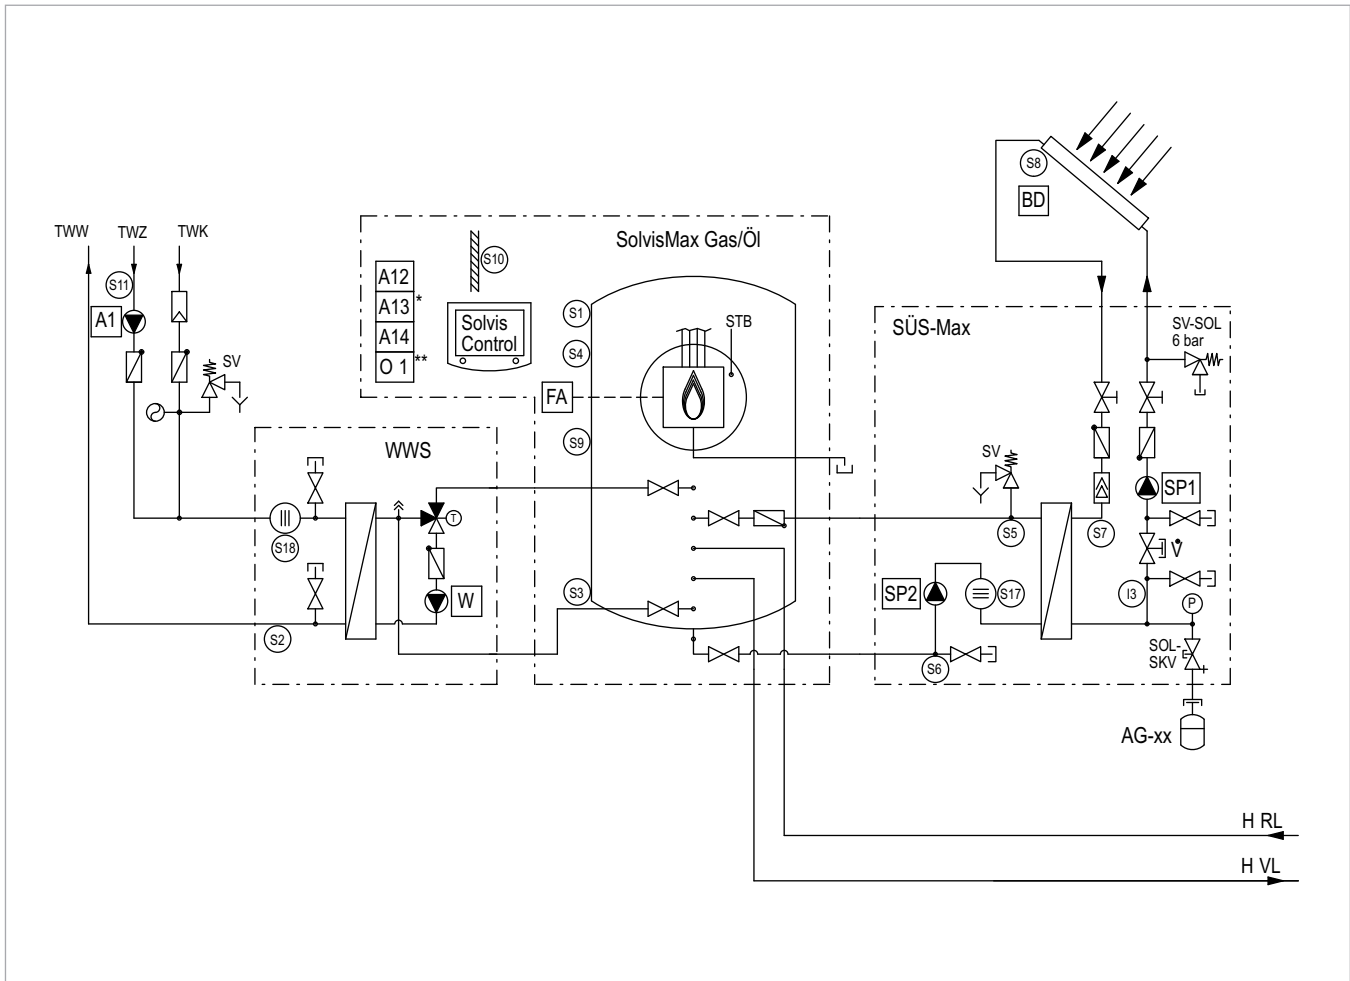 TWW
TWZ
TWK
S11
A1
SV
A12
A13 *
A14
O 1 **
S10
Solvis
Control
SolvisMax Gas/Öl
S1
S4
STB
FA
S9
S3
WWS
S18
S2
T
W
S8
BD
SÜS-Max
SV-SOL
6 bar
SV
SP1
S5
S7
V̇
SP2
S17
I3
P
S6
SOL-
SKV
AG-xx
H RL
H VL